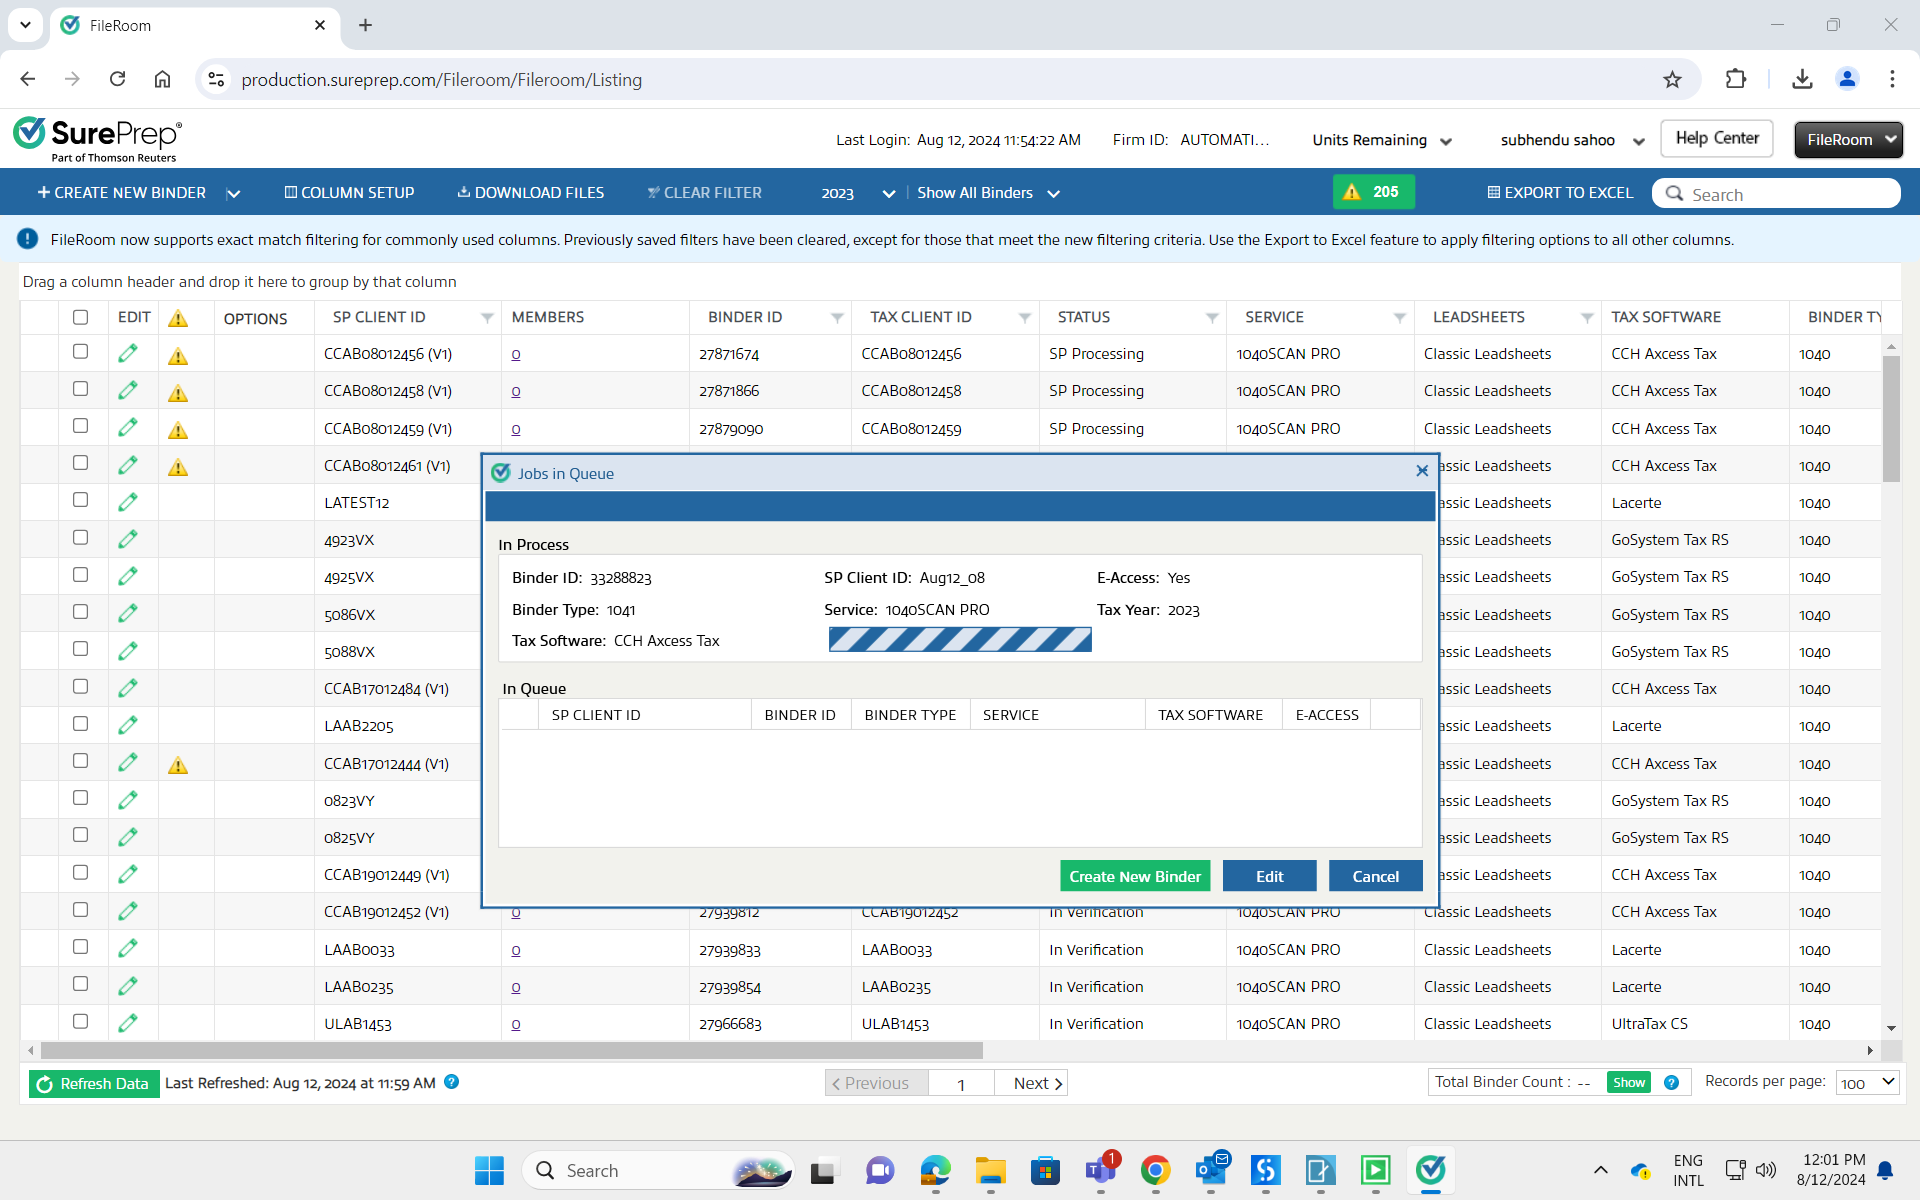 FileRoom
production.sureprep.com/Fileroom/Fileroom/Listing
SurePrep®
Part of Thomson Reuters
Last Login: Aug 12, 2024 11:54:22 AM Firm ID: AUTOMATI... Units Remaining subhendu sahoo Help Center FileRoom
CREATE NEW BINDER COLUMN SETUP DOWNLOAD FILES CLEAR FILTER 2023 Show All Binders 205 EXPORT TO EXCEL Search
FileRoom now supports exact match filtering for commonly used columns. Previously saved filters have been cleared, except for those that meet the new filtering criteria. Use the Export to Excel feature to apply filtering options to all other columns.
Drag a column header and drop it here to group by that column
EDIT OPTIONS SP CLIENT ID MEMBERS BINDER ID TAX CLIENT ID STATUS SERVICE LEADSHEETS TAX SOFTWARE BINDER TY
CCAB08012456 (V1) 0 27871674 CCAB08012456 SP Processing 1040SCAN PRO Classic Leadsheets CCH Axcess Tax 1040
CCAB08012458 (V1) 0 27871866 CCAB08012458 SP Processing 1040SCAN PRO Classic Leadsheets CCH Axcess Tax 1040
CCAB08012459 (V1) 0 27879090 CCAB08012459 SP Processing 1040SCAN PRO Classic Leadsheets CCH Axcess Tax 1040
CCAB08012461 (V1) assic Leadsheets CCH Axcess Tax 1040
LATEST12 assic Leadsheets Lacerte 1040
4923VX assic Leadsheets GoSystem Tax RS 1040
4925VX assic Leadsheets GoSystem Tax RS 1040
5086VX assic Leadsheets GoSystem Tax RS 1040
5088VX assic Leadsheets GoSystem Tax RS 1040
CCAB17012484 (V1) assic Leadsheets CCH Axcess Tax 1040
LAAB2205 assic Leadsheets Lacerte 1040
CCAB17012444 (V1) assic Leadsheets CCH Axcess Tax 1040
0823VY assic Leadsheets GoSystem Tax RS 1040
0825VY assic Leadsheets GoSystem Tax RS 1040
CCAB19012449 (V1) assic Leadsheets CCH Axcess Tax 1040
CCAB19012452 (V1) 0 27939812 CCAB19012452 In Verification 1040SCAN PRO Classic Leadsheets CCH Axcess Tax 1040
LAAB0033 0 27939833 LAAB0033 In Verification 1040SCAN PRO Classic Leadsheets Lacerte 1040
LAAB0235 0 27939854 LAAB0235 In Verification 1040SCAN PRO Classic Leadsheets Lacerte 1040
ULAB1453 0 27966683 ULAB1453 In Verification 1040SCAN PRO Classic Leadsheets UltraTax CS 1040
Jobs in Queue
In Process
Binder ID: 33288823 SP Client ID: Aug12_08 E-Access: Yes
Binder Type: 1041 Service: 1040SCAN PRO Tax Year: 2023
Tax Software: CCH Axcess Tax
In Queue
SP CLIENT ID BINDER ID BINDER TYPE SERVICE TAX SOFTWARE E-ACCESS
Create New Binder Edit Cancel
Refresh Data Last Refreshed: Aug 12, 2024 at 11:59 AM Previous 1 Next Total Binder Count : -- Show Records per page: 100
Search 1 ENG INTL 12:01 PM
8/12/2024